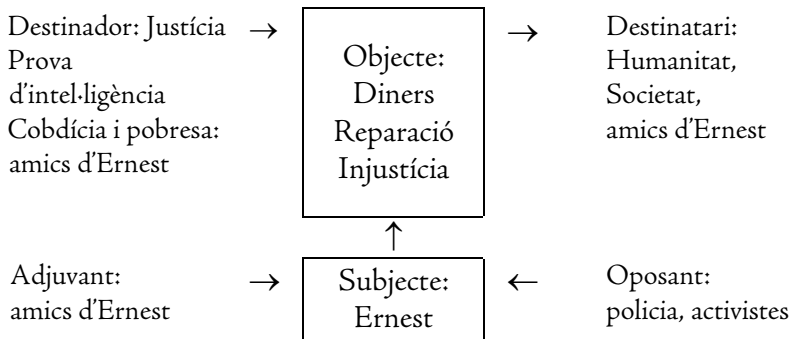 Destinador: Justícia →
Prova
d'intel·ligència
Cobdícia i pobresa:
amics d'Ernest
Objecte:
Diners
Reparació
Injustícia
→
Destinatari:
Humanitat,
Societat,
amics d'Ernest
↑
Adjuvant:
amics d'Ernest
→
Subjecte:
Ernest
←
Oposant:
policia, activistes